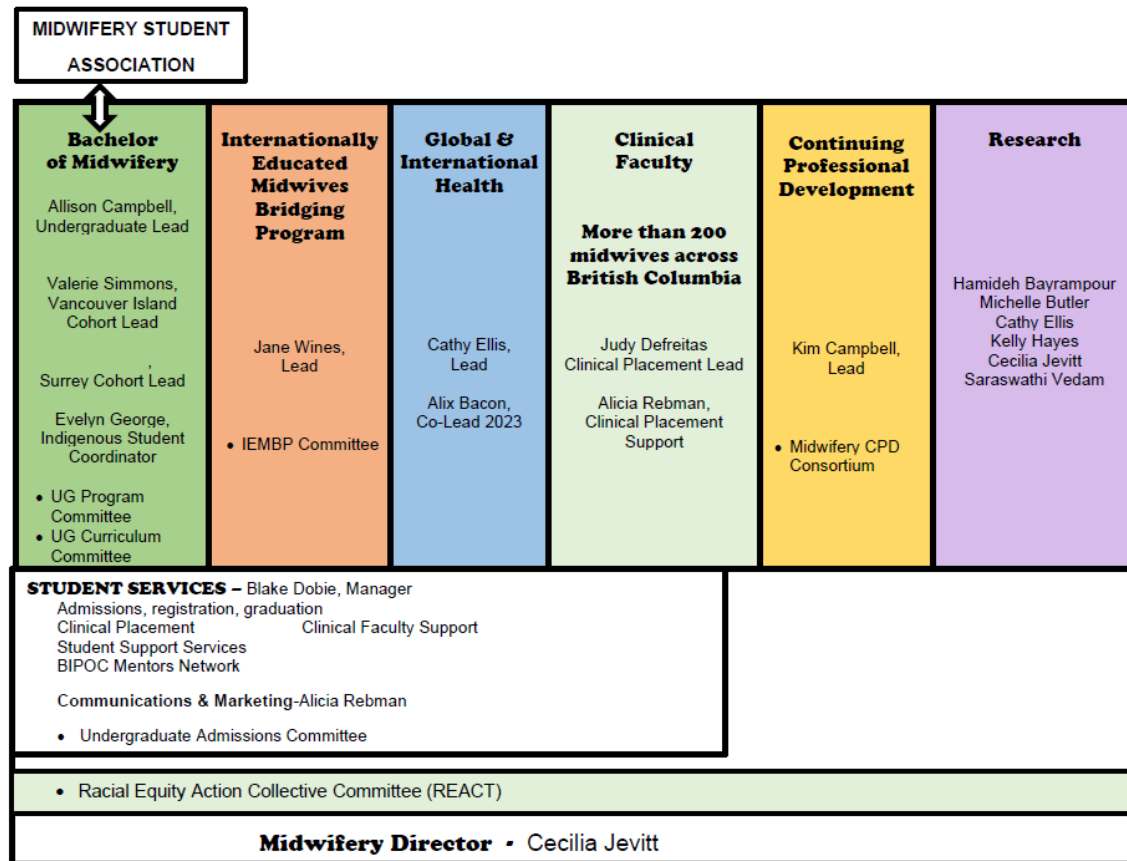 MIDWIFERY STUDENT
ASSOCIATION
Bachelor
of Midwifery
Allison Campbell,
Undergraduate Lead
Valerie Simmons,
Vancouver Island
Cohort Lead
,
Surrey Cohort Lead
Evelyn George,
Indigenous Student
Coordinator
• UG Program
Committee
• UG Curriculum
Committee
Internationally
Educated
Midwives
Bridging
Program
Jane Wines,
Lead
• IEMBP Committee
Global &
International
Health
Cathy Ellis,
Lead
Alix Bacon,
Co-Lead 2023
Clinical
Faculty
More than 200
midwives across
British Columbia
Judy Defreitas
Clinical Placement Lead
Alicia Rebman,
Clinical Placement
Support
Continuing
Professional
Development
Kim Campbell,
Lead
• Midwifery CPD
Consortium
Research
Hamideh Bayrampour
Michelle Butler
Cathy Ellis
Kelly Hayes
Cecilia Jevitt
Saraswathi Vedam
STUDENT SERVICES – Blake Dobie, Manager
Admissions, registration, graduation
Clinical Placement Clinical Faculty Support
Student Support Services
BIPOC Mentors Network
Communications & Marketing-Alicia Rebman
• Undergraduate Admissions Committee
• Racial Equity Action Collective Committee (REACT)
Midwifery Director - Cecilia Jevitt